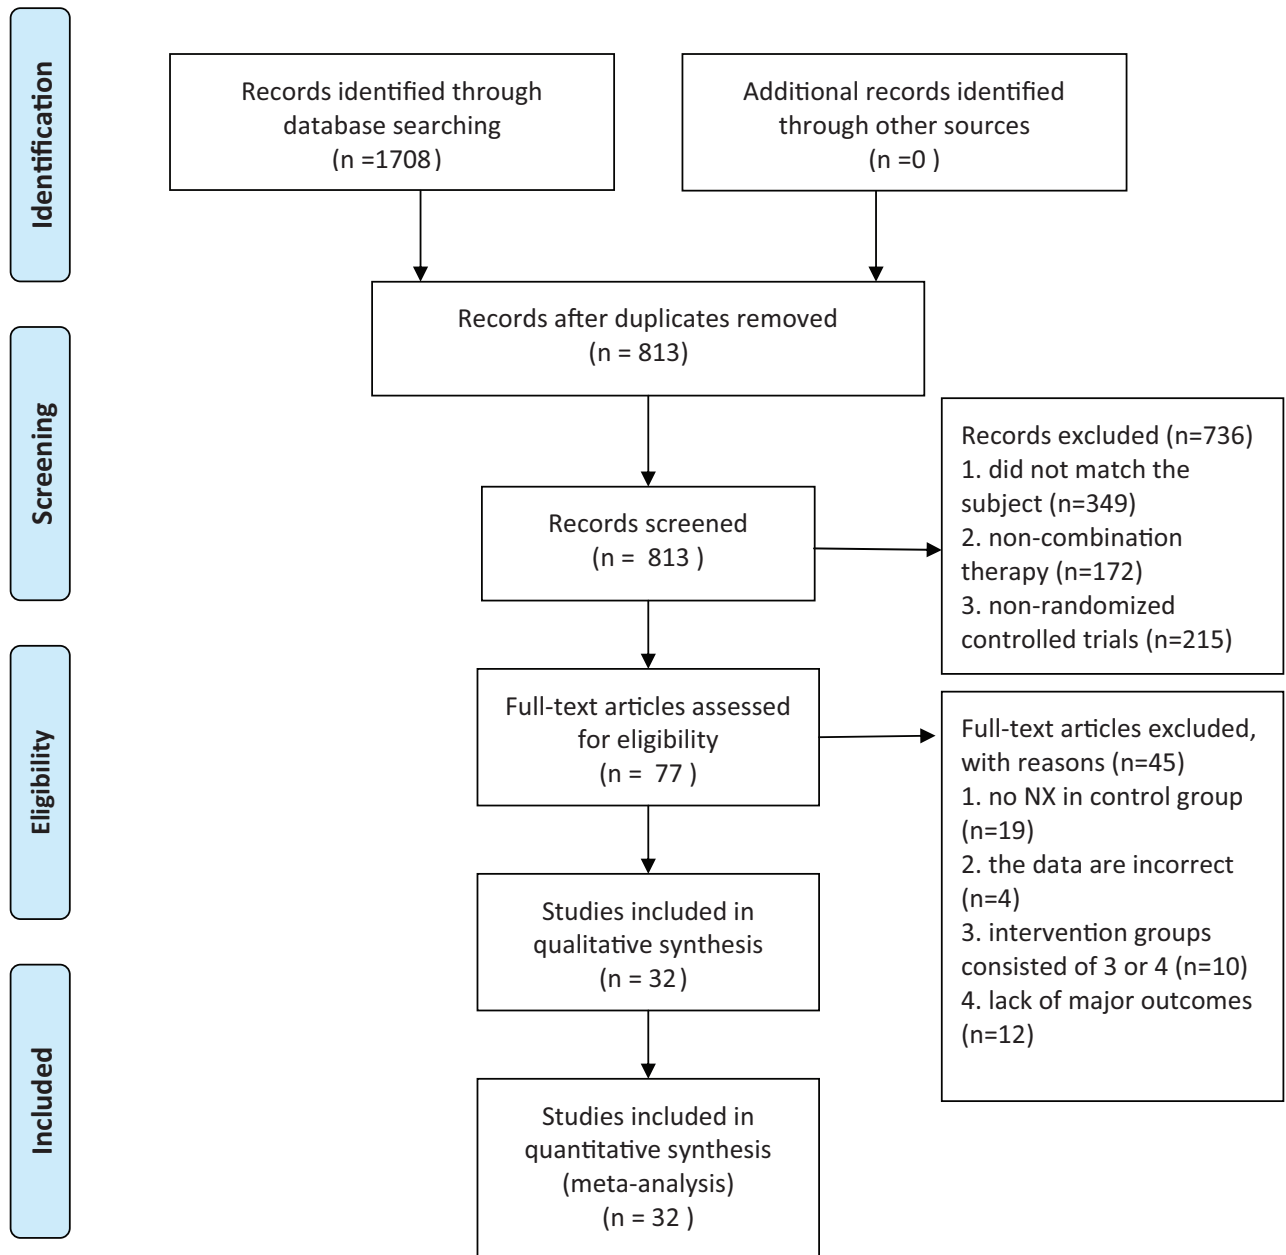 Identification
Records identified through
database searching
(n =1708)
Additional records identified
through other sources
(n =0 )
Records after duplicates removed
(n = 813)
Screening
Records screened
(n = 813 )
Records excluded (n=736)
1. did not match the
subject (n=349)
2. non-combination
therapy (n=172)
3. non-randomized
controlled trials (n=215)
Eligibility
Full-text articles assessed
for eligibility
(n = 77 )
Full-text articles excluded,
with reasons (n=45)
1. no NX in control group
(n=19)
2. the data are incorrect
(n=4)
3. intervention groups
consisted of 3 or 4 (n=10)
4. lack of major outcomes
(n=12)
Studies included in
qualitative synthesis
(n = 32)
Included
Studies included in
quantitative synthesis
(meta-analysis)
(n = 32 )